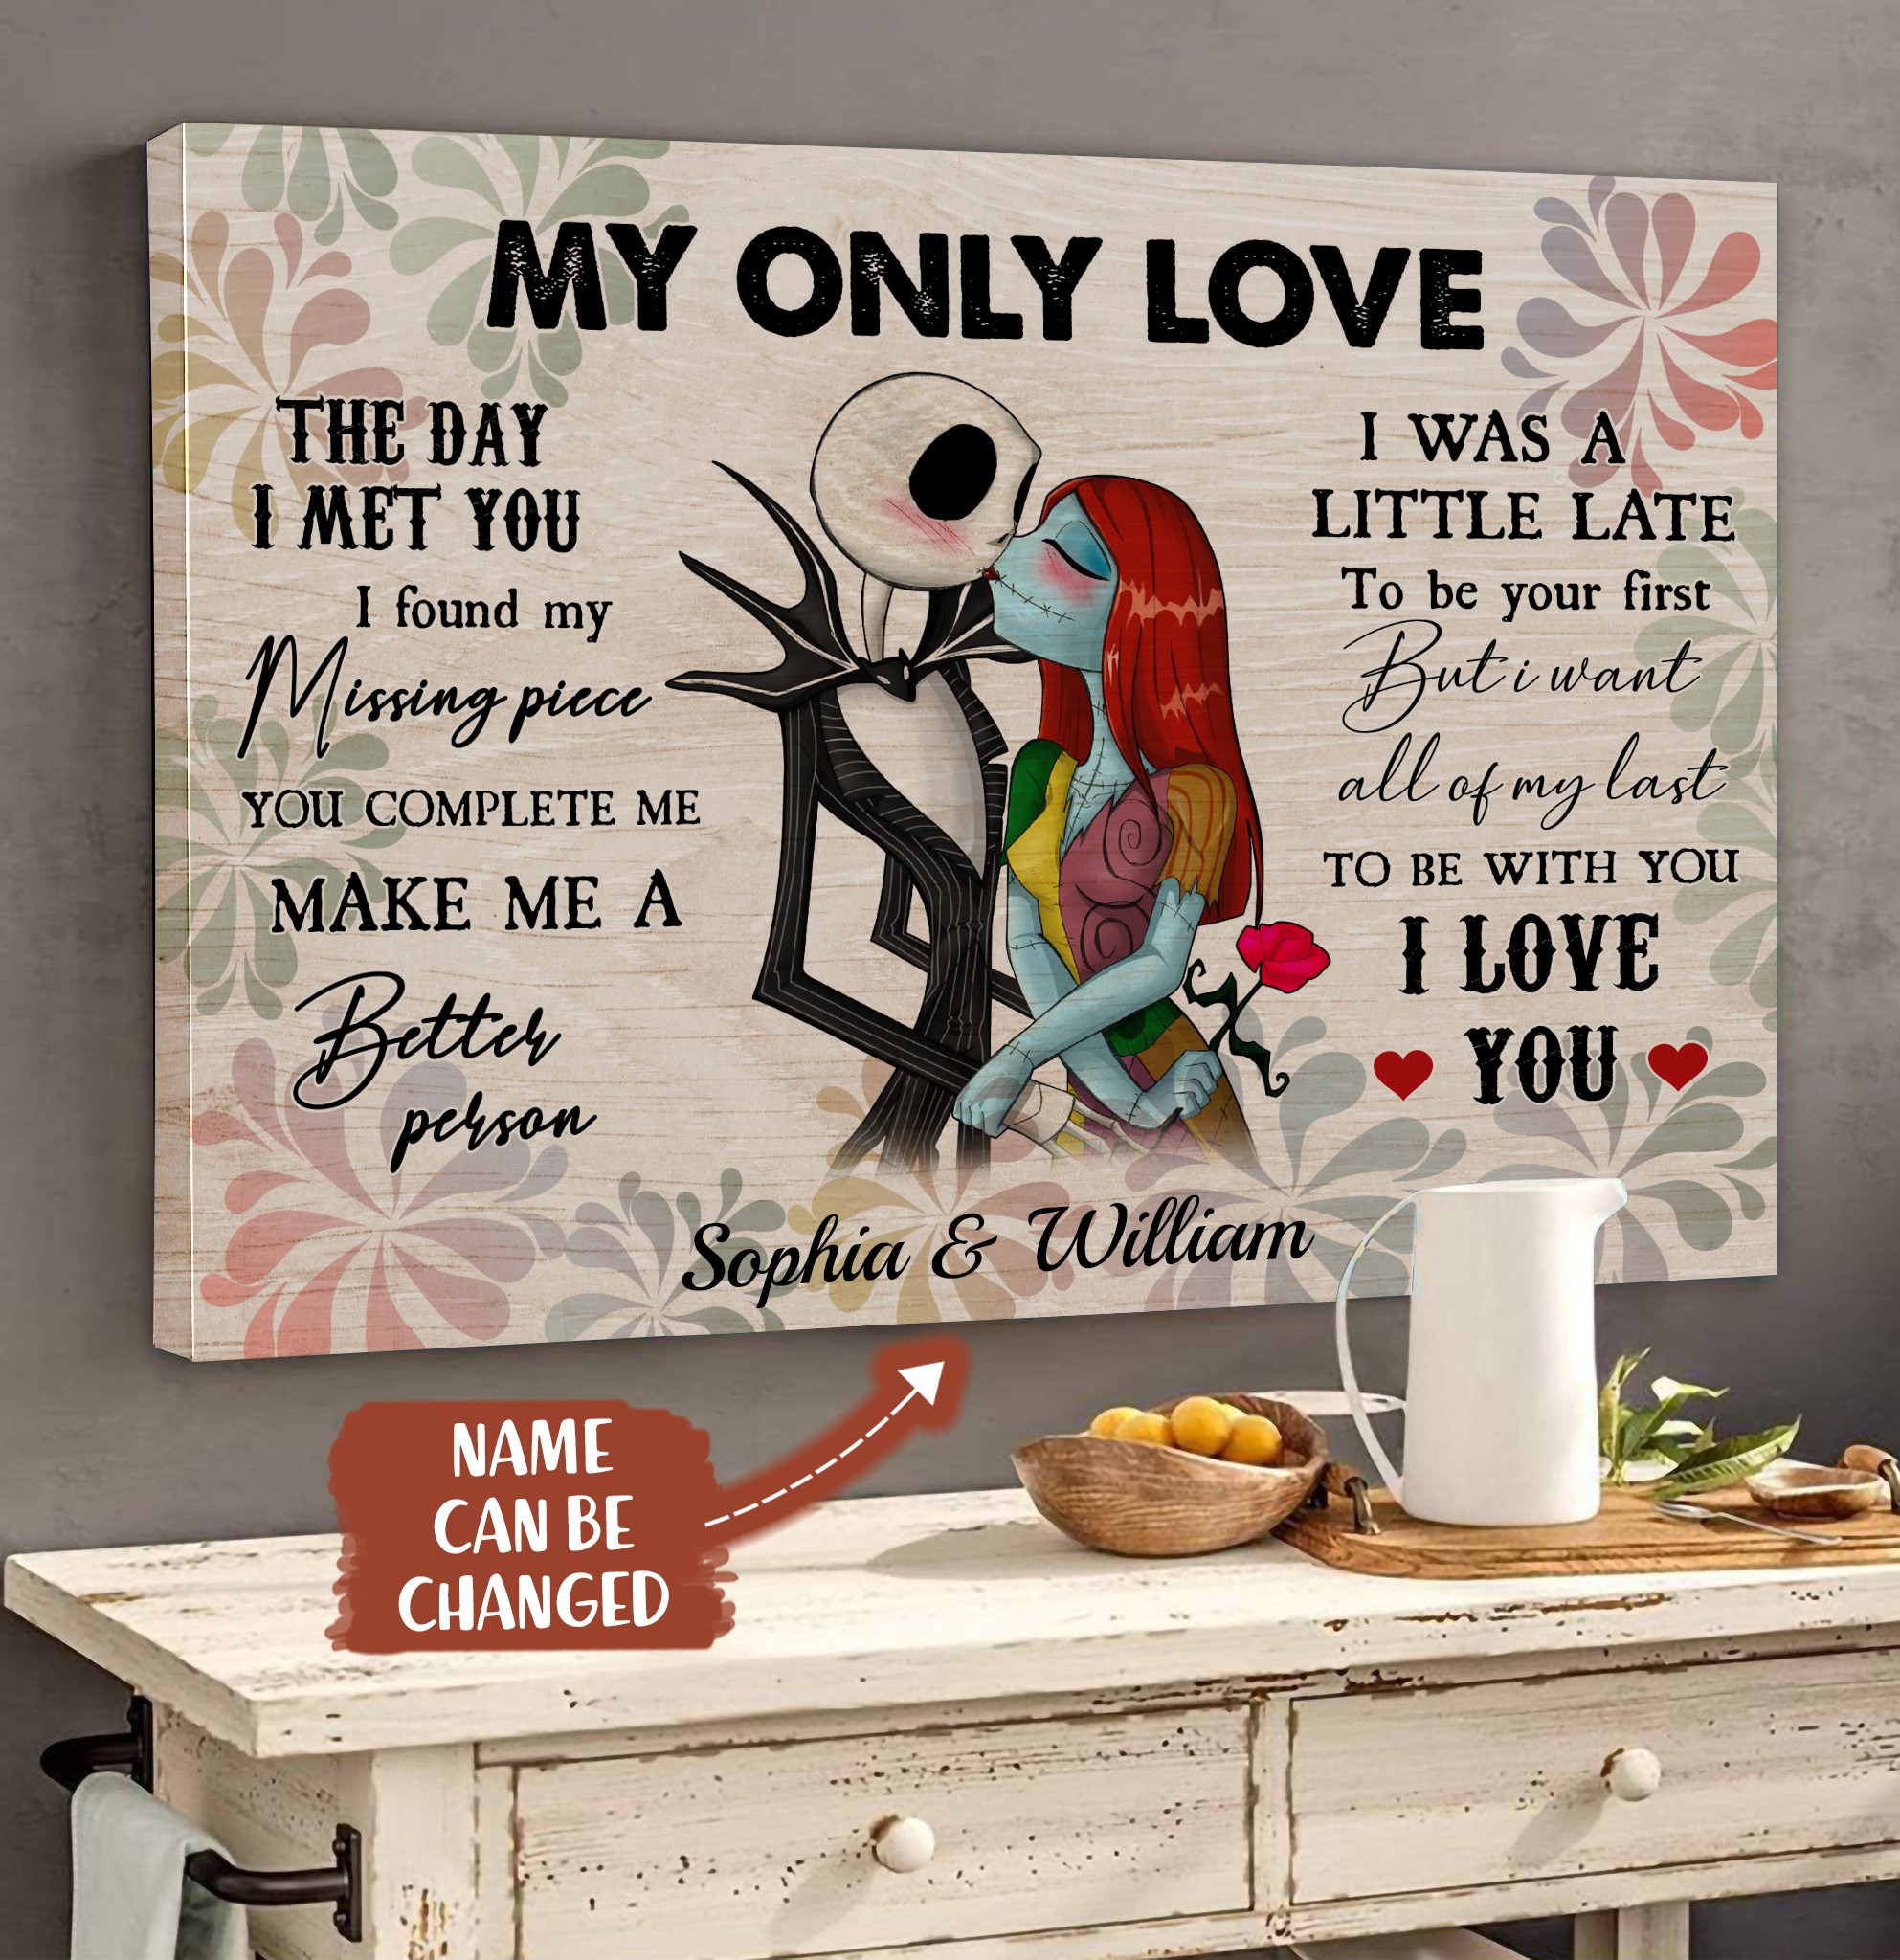 MY ONLY LOVE
THE DAY
I MET YOU
I found my
Missing piece
YOU COMPLETE ME
MAKE ME A
Better
person
I WAS A
LITTLE LATE
To be your first
But i want
all of my last
TO BE WITH YOU
I LOVE
YOU
Sophia & William
NAME
CAN BE
CHANGED